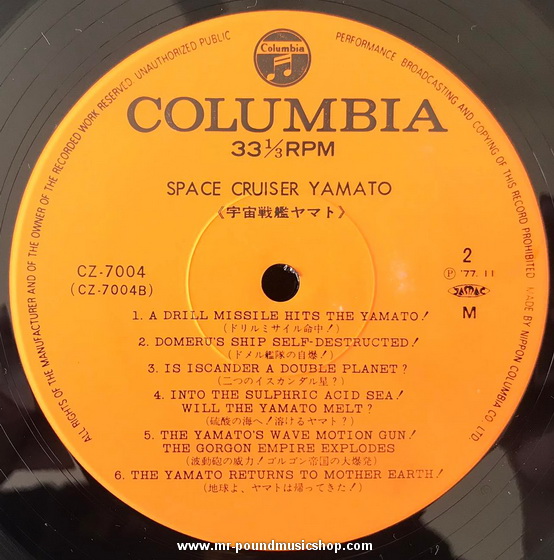 ALL RIGHTS OF THE MANUFACTURER AND OF THE OWNER OF THE RECORDED WORK RESERVED. UNAUTHORIZED PUBLIC PERFORMANCE BROADCASTING AND COPYING OF THIS RECORD PROHIBITED MADE BY NIPPON COLUMBIA CO. LTD.
Columbia
COLUMBIA
33⅓RPM
SPACE CRUISER YAMATO
《宇宙戦艦ヤマト》
CZ-7004
(CZ-7004B)
2
Ⓟ '77. 11
JASRAC
M
1. A DRILL MISSILE HITS THE YAMATO!
(ドリルミサイル命中!)
2. DOMERU'S SHIP SELF-DESTRUCTED!
(ドメル艦隊の自爆!)
3. IS ISCANDER A DOUBLE PLANET?
(二つのイスカンダル星?)
4. INTO THE SULPHRIC ACID SEA!
WILL THE YAMATO MELT?
(硫酸の海へ!溶けるヤマト?)
5. THE YAMATO'S WAVE MOTION GUN!
THE GORGON EMPIRE EXPLODES
(波動砲の威力!ゴルゴン帝国の大爆発)
6. THE YAMATO RETURNS TO MOTHER EARTH!
(地球よ、ヤマトは帰ってきた!)
www.mr-poundmusicshop.com